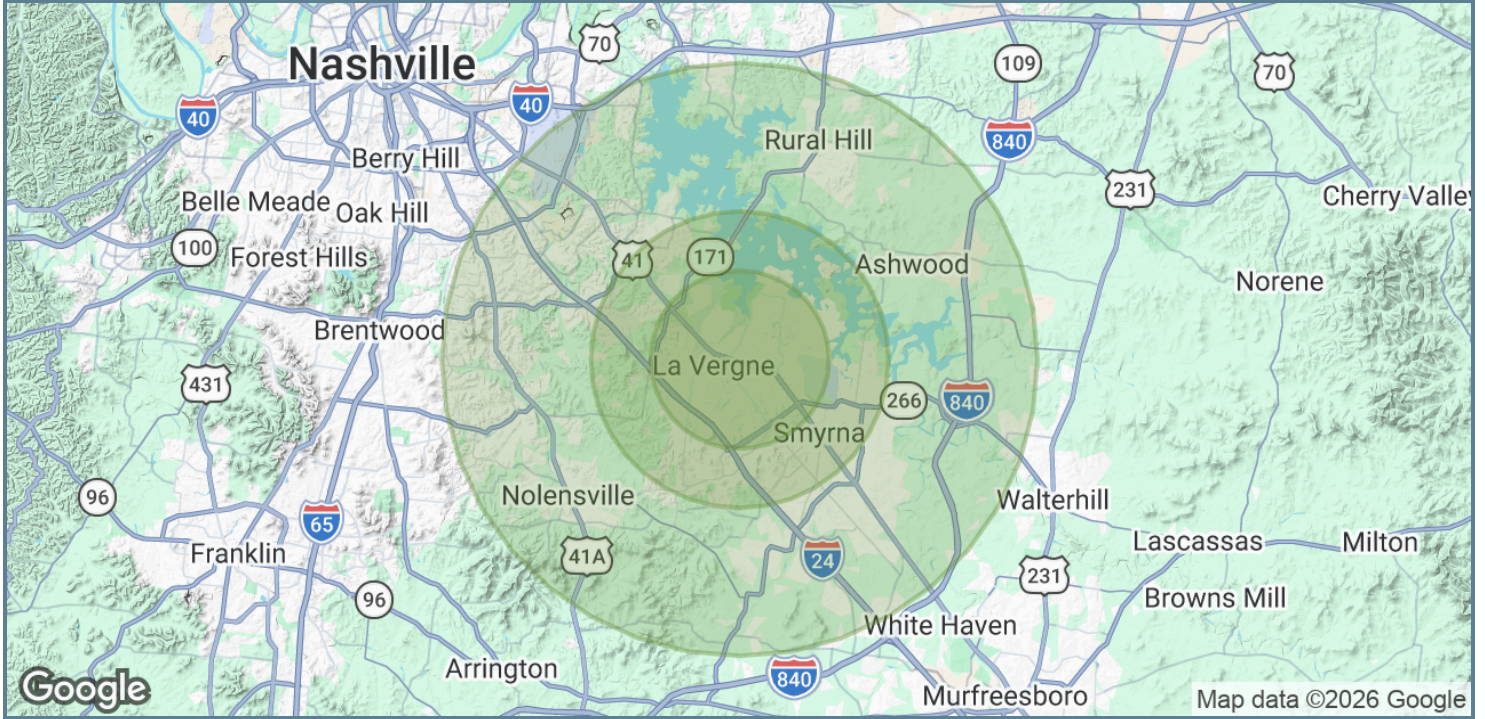 70
Nashville
109
70
40
40
840
Rural Hill
Berry Hill
231
Cherry Valley
Belle Meade
Oak Hill
100
Forest Hills
41
171
Ashwood
Norene
Brentwood
La Vergne
431
266
840
Smyrna
96
Nolensville
Walterhill
65
Franklin
41A
24
Lascassas
Milton
231
96
Browns Mill
White Haven
Arrington
840
Murfreesboro
Google
Map data ©2026 Google